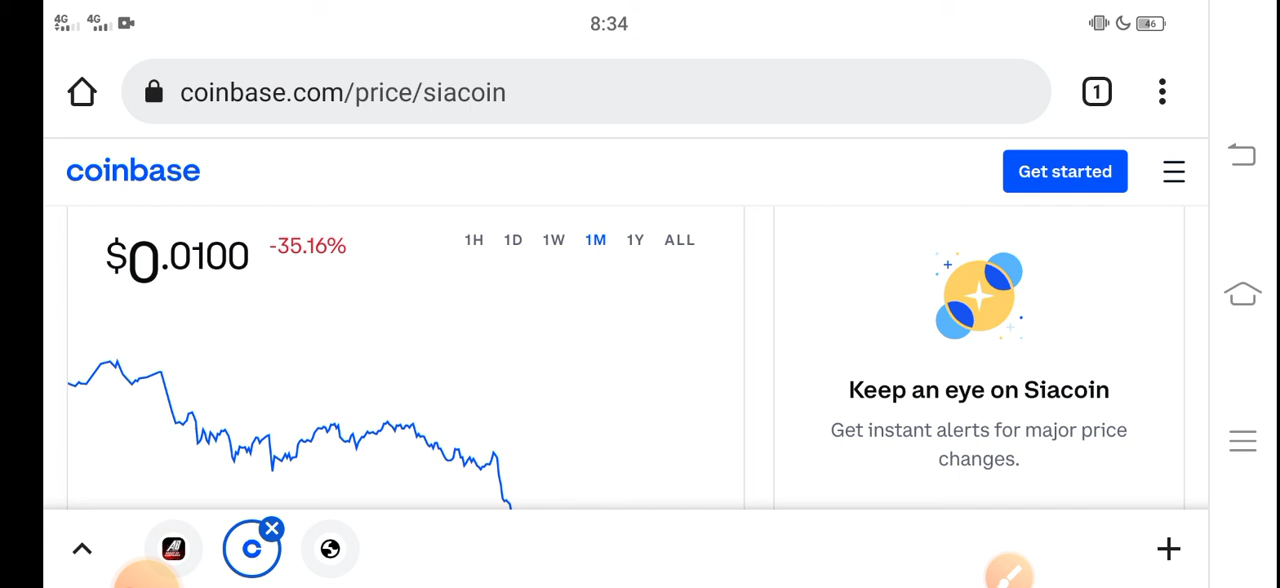 4G 4G 8:34 46
coinbase.com/price/siacoin 1
coinbase Get started
$0.0100 -35.16% 1H 1D 1W 1M 1Y ALL
Keep an eye on Siacoin
Get instant alerts for major price
changes.